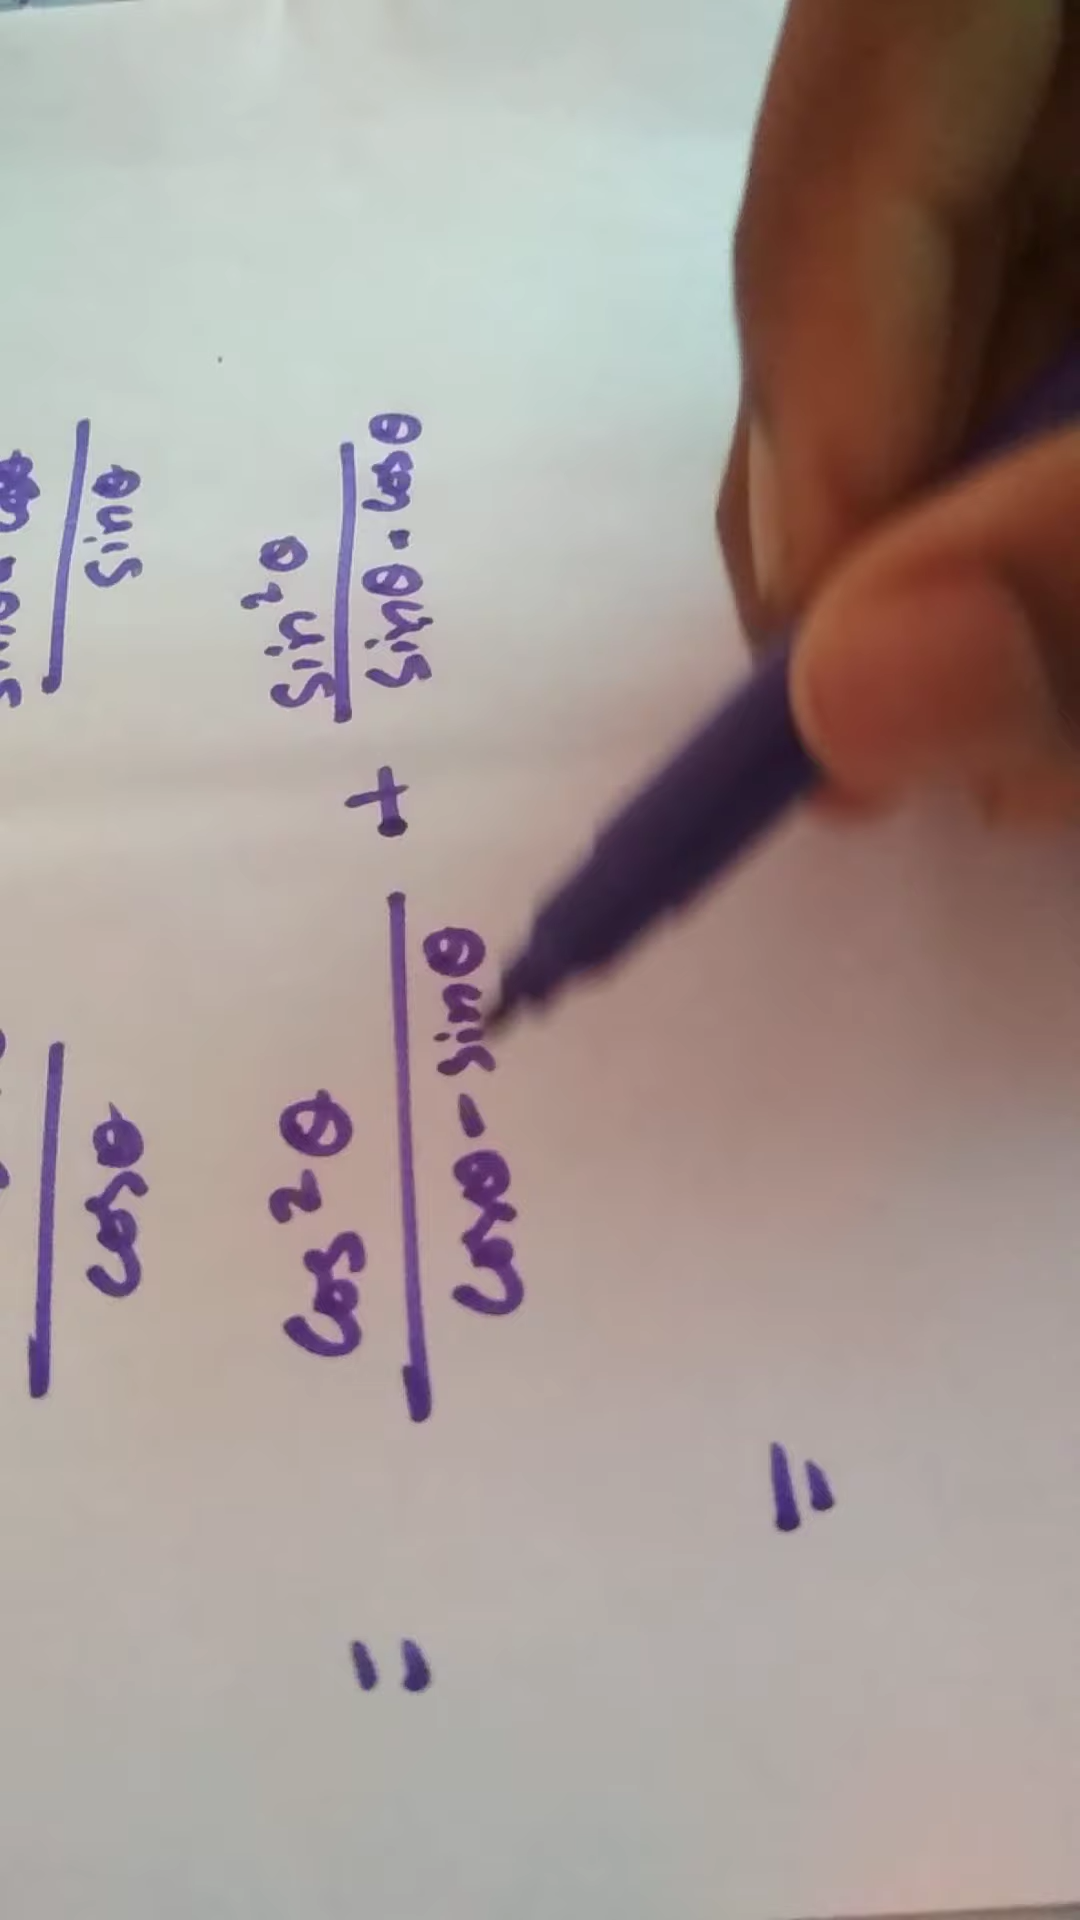 cosθ sinθ
cos²θ sin²θ
= +
cosθ - sinθ sinθ - cosθ
=